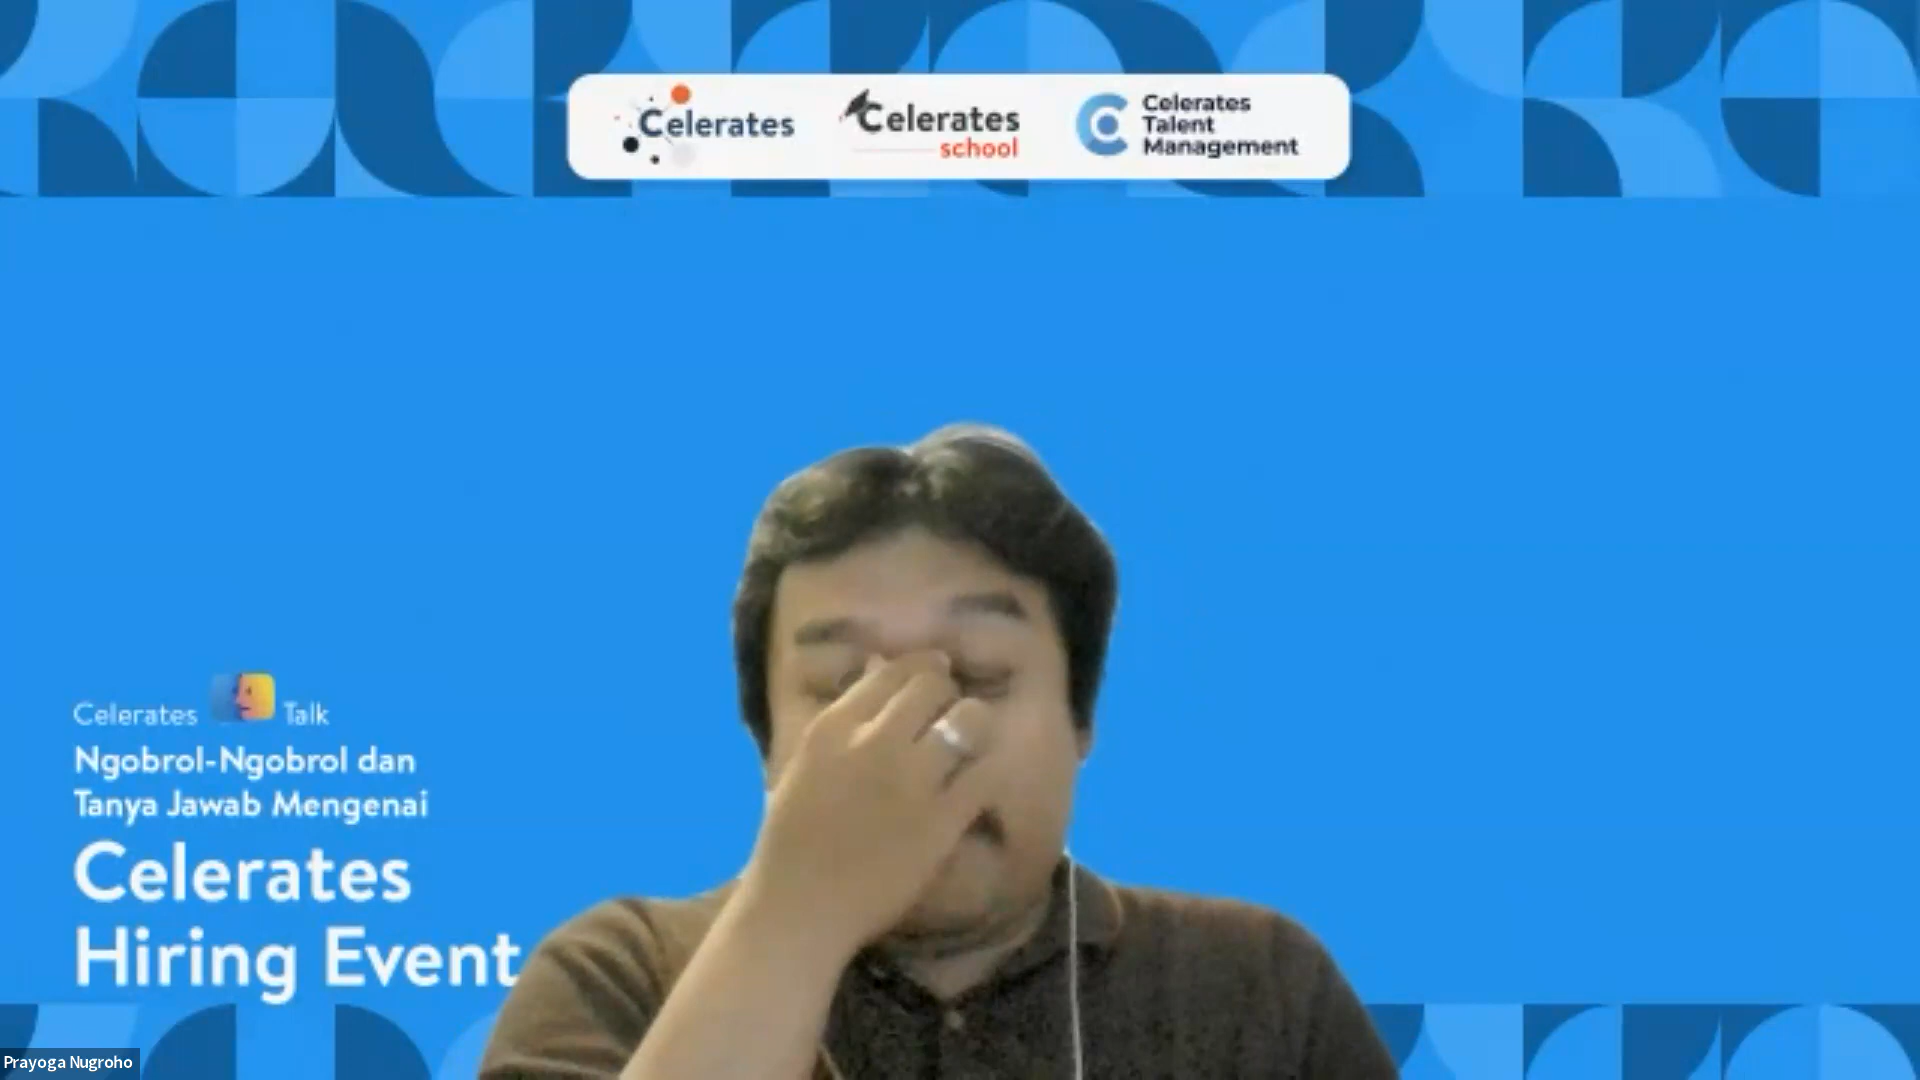 Celerates
Celerates
school
Celerates
Talent
Management
Celerates Talk
Ngobrol-Ngobrol dan
Tanya Jawab Mengenai
Celerates
Hiring Event
Prayoga Nugroho